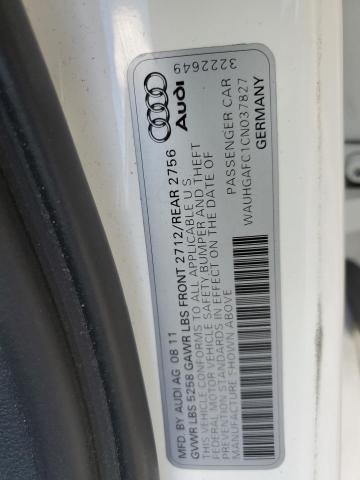 3222649
Audi
MFD BY AUDI AG 08 11
GVWR LBS 5258 GAWR LBS FRONT 2712/REAR 2756
THIS VEHICLE CONFORMS TO ALL APPLICABLE U S
FEDERAL MOTOR VEHICLE SAFETY,BUMPER AND THEFT
PREVENTION STANDARDS IN EFFECT ON THE DATE OF
MANUFACTURE SHOWN ABOVE
PASSENGER CAR
WAUHGAFC1CN037827
GERMANY